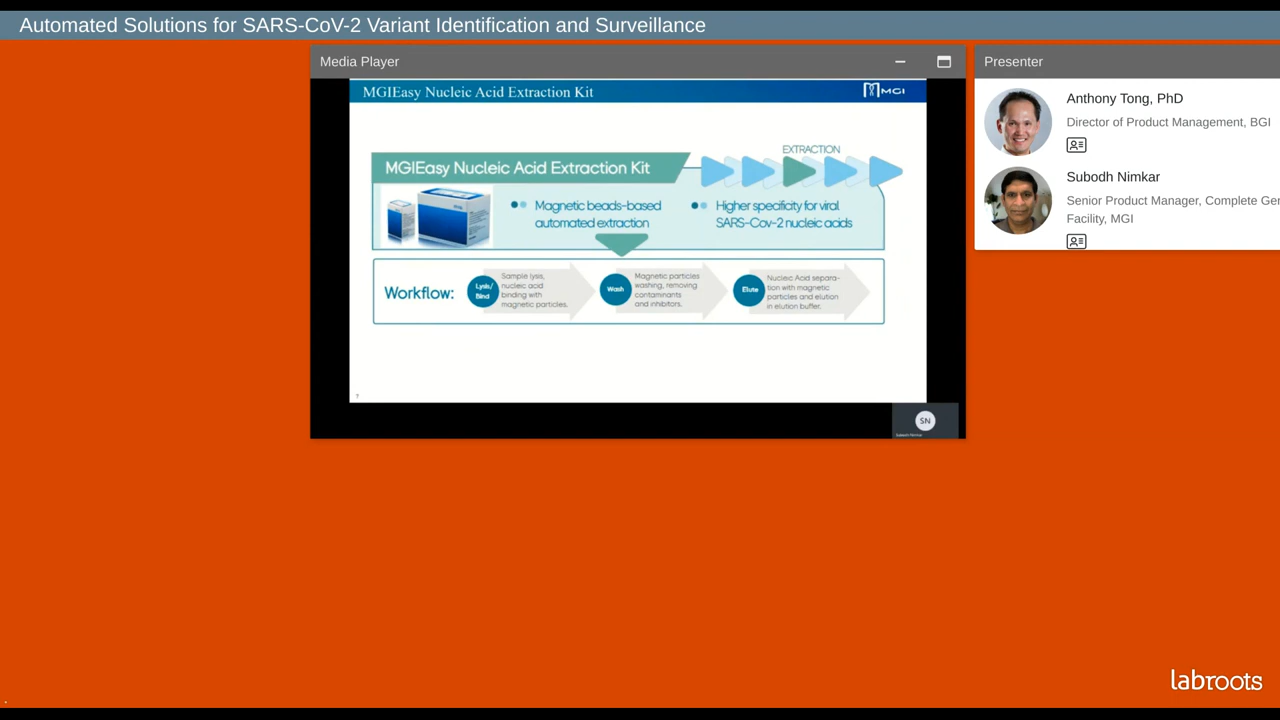 Automated Solutions for SARS-CoV-2 Variant Identification and Surveillance
Media Player
Presenter
MGIEasy Nucleic Acid Extraction Kit
MGI
EXTRACTION
MGIEasy Nucleic Acid Extraction Kit
Magnetic beads-based
automated extraction
Higher specificity for viral
SARS-Cov-2 nucleic acids
Workflow:
Lysis/
Bind
Sample lysis,
nucleic acid
binding with
magnetic particles.
Wash
Magnetic particles
washing, removing
contaminants
and inhibitors.
Elute
Nucleic Acid separa-
tion with magnetic
particles and elution
in elution buffer.
7
SN
Subodh Nimkar
Anthony Tong, PhD
Director of Product Management, BGI
Subodh Nimkar
Senior Product Manager, Complete Ge
Facility, MGI
labroots